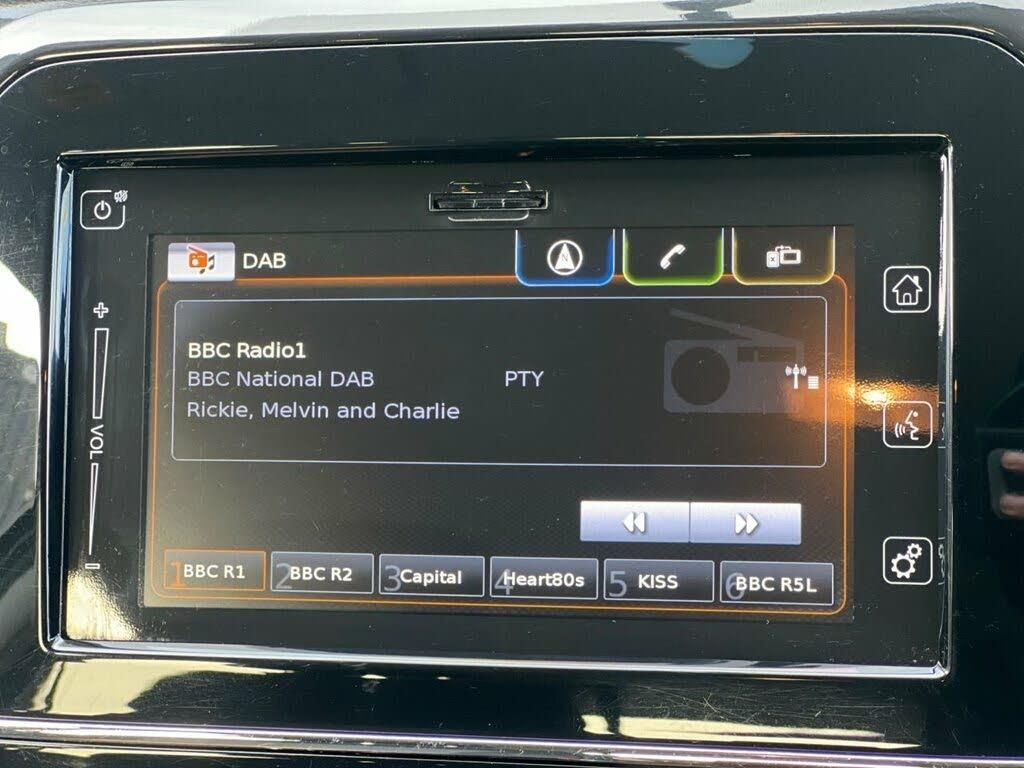 DAB
N
BBC Radio1
BBC National DAB
PTY
Rickie, Melvin and Charlie
VOL
1 BBC R1
2 BBC R2
3 Capital
4 Heart80s
5 KISS
6 BBC R5L